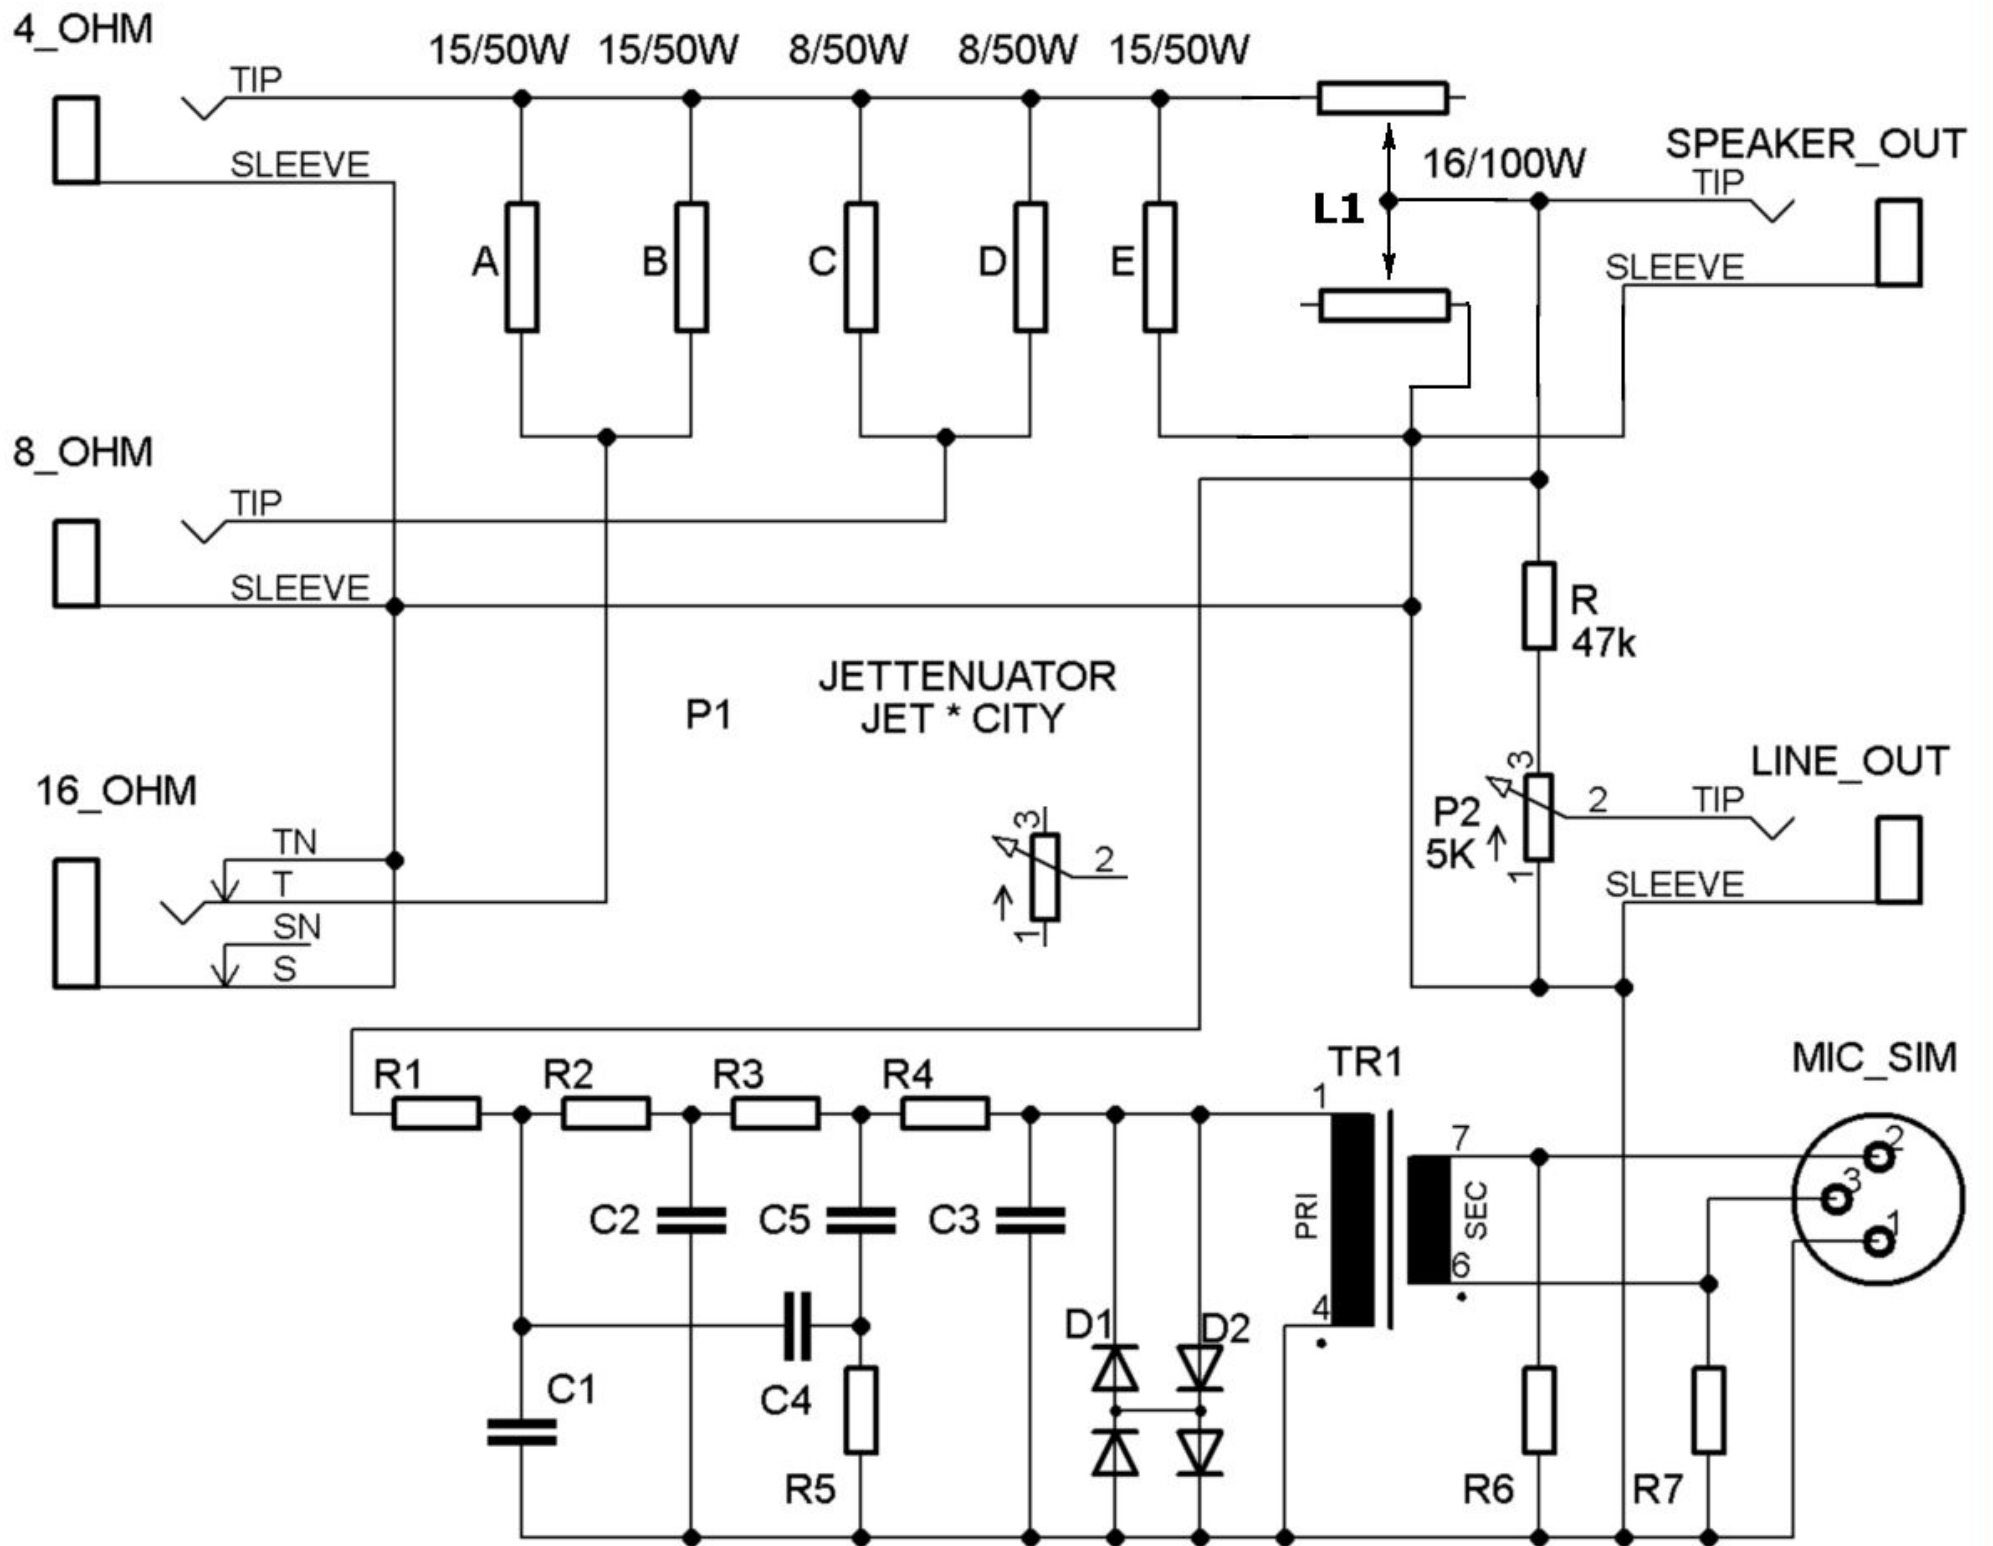 4_OHM
15/50W 15/50W 8/50W 8/50W 15/50W
TIP
SLEEVE
16/100W
SPEAKER_OUT
TIP
L1
SLEEVE
A B C D E
8_OHM
TIP
SLEEVE
R
47k
JETTENUATOR
JET * CITY
P1
16_OHM
TN
T
SN
S
3
2
1
3
P2
5K
2
1
LINE_OUT
TIP
SLEEVE
R1 R2 R3 R4
TR1
MIC_SIM
1
7
2
3
1
C2 C5 C3
PRI
SEC
6
4
D1 D2
C1
C4
R5
R6 R7